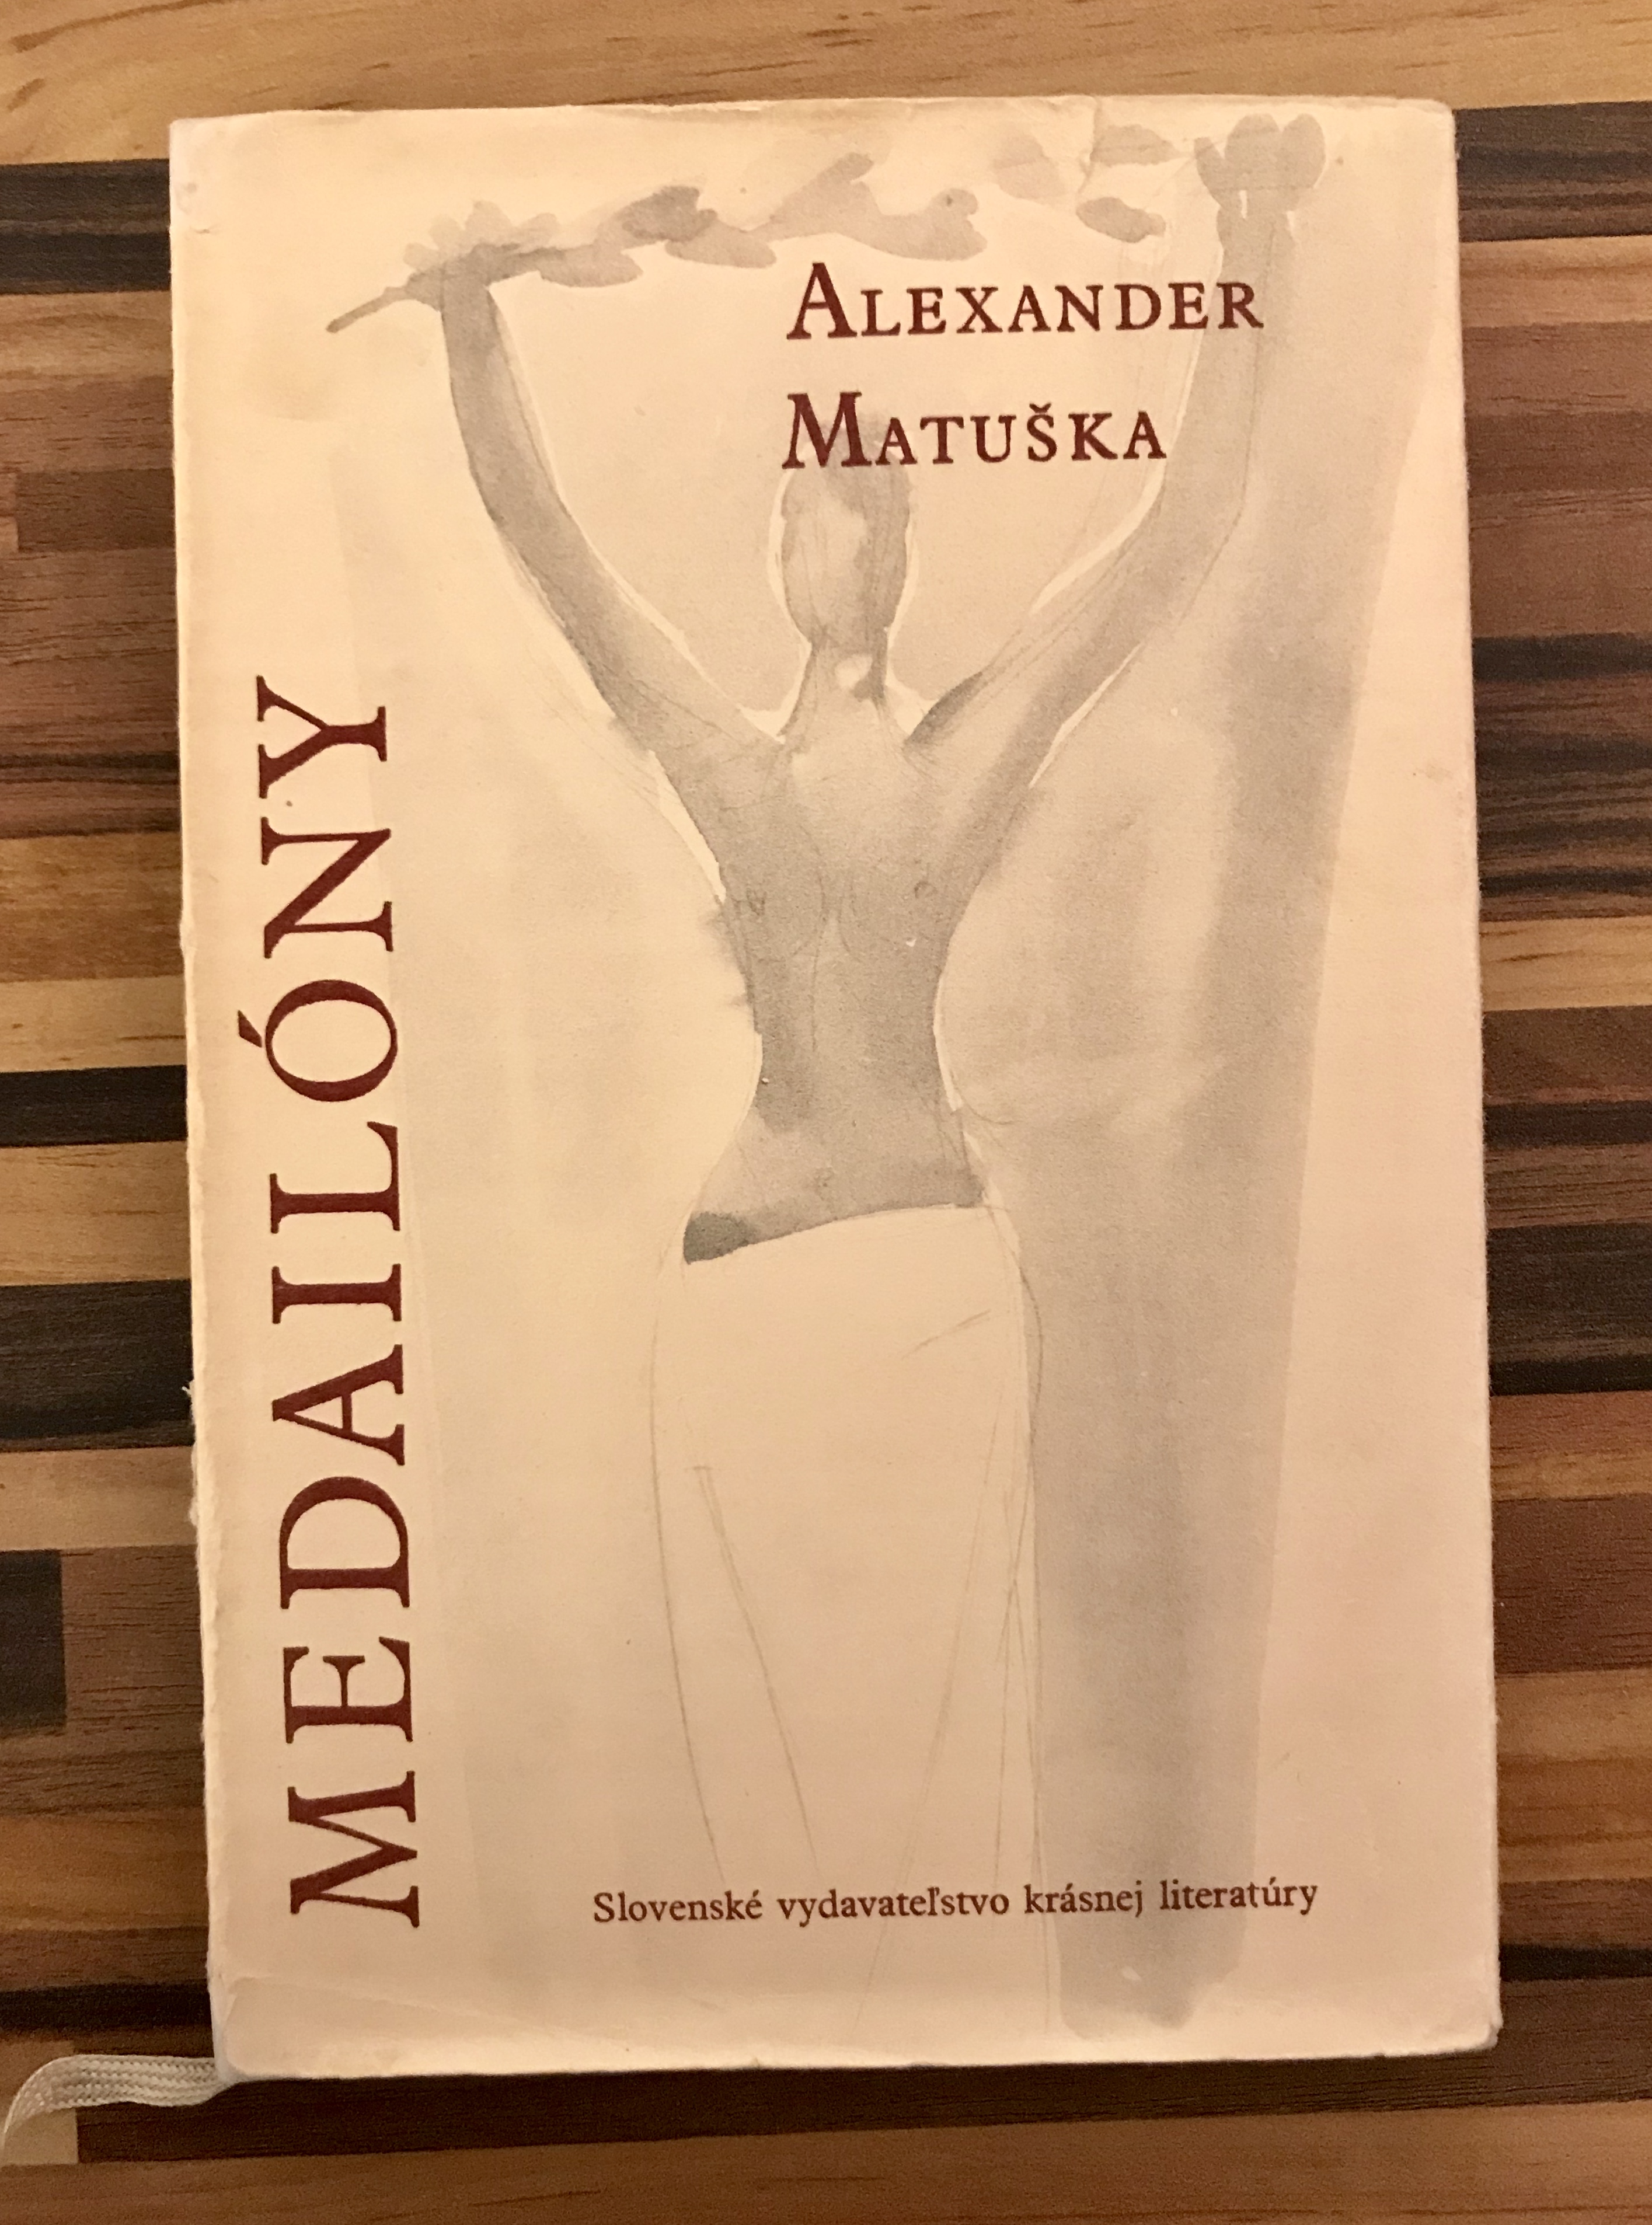 ALEXANDER
MATUŠKA
MEDAILÓNY
Slovenské vydavateľstvo krásnej literatúry